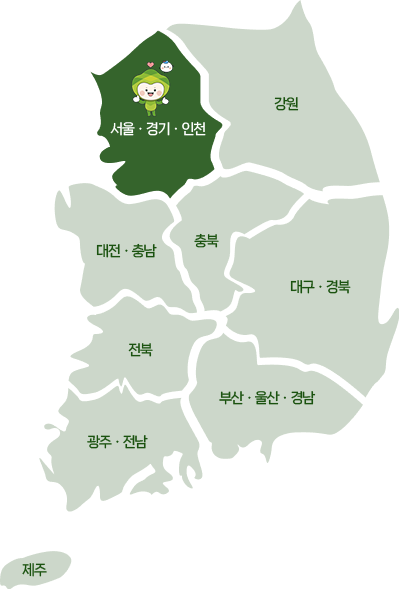 강원
서울 · 경기 · 인천
충북
대전 · 충남
대구 · 경북
전북
부산 · 울산 · 경남
광주 · 전남
제주